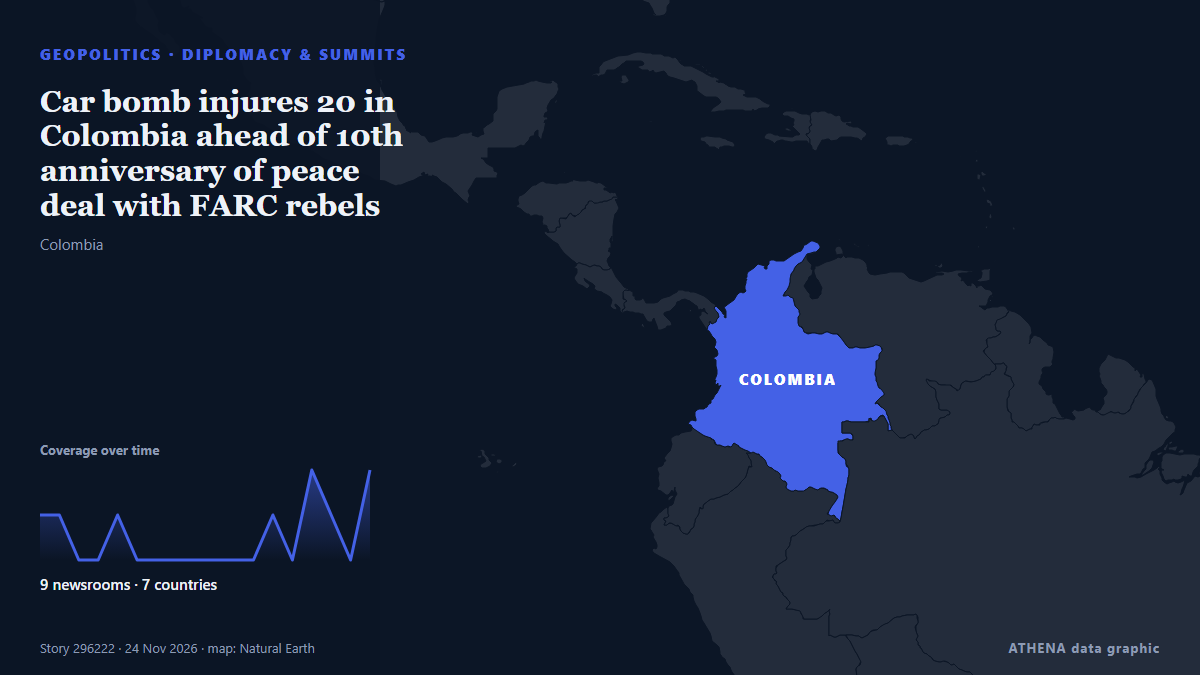 GEOPOLITICS · DIPLOMACY & SUMMITS
Car bomb injures 20 in
Colombia ahead of 10th
anniversary of peace
deal with FARC rebels
Colombia
COLOMBIA
Coverage over time
9 newsrooms · 7 countries
Story 296222 · 24 Nov 2026 · map: Natural Earth
ATHENA data graphic